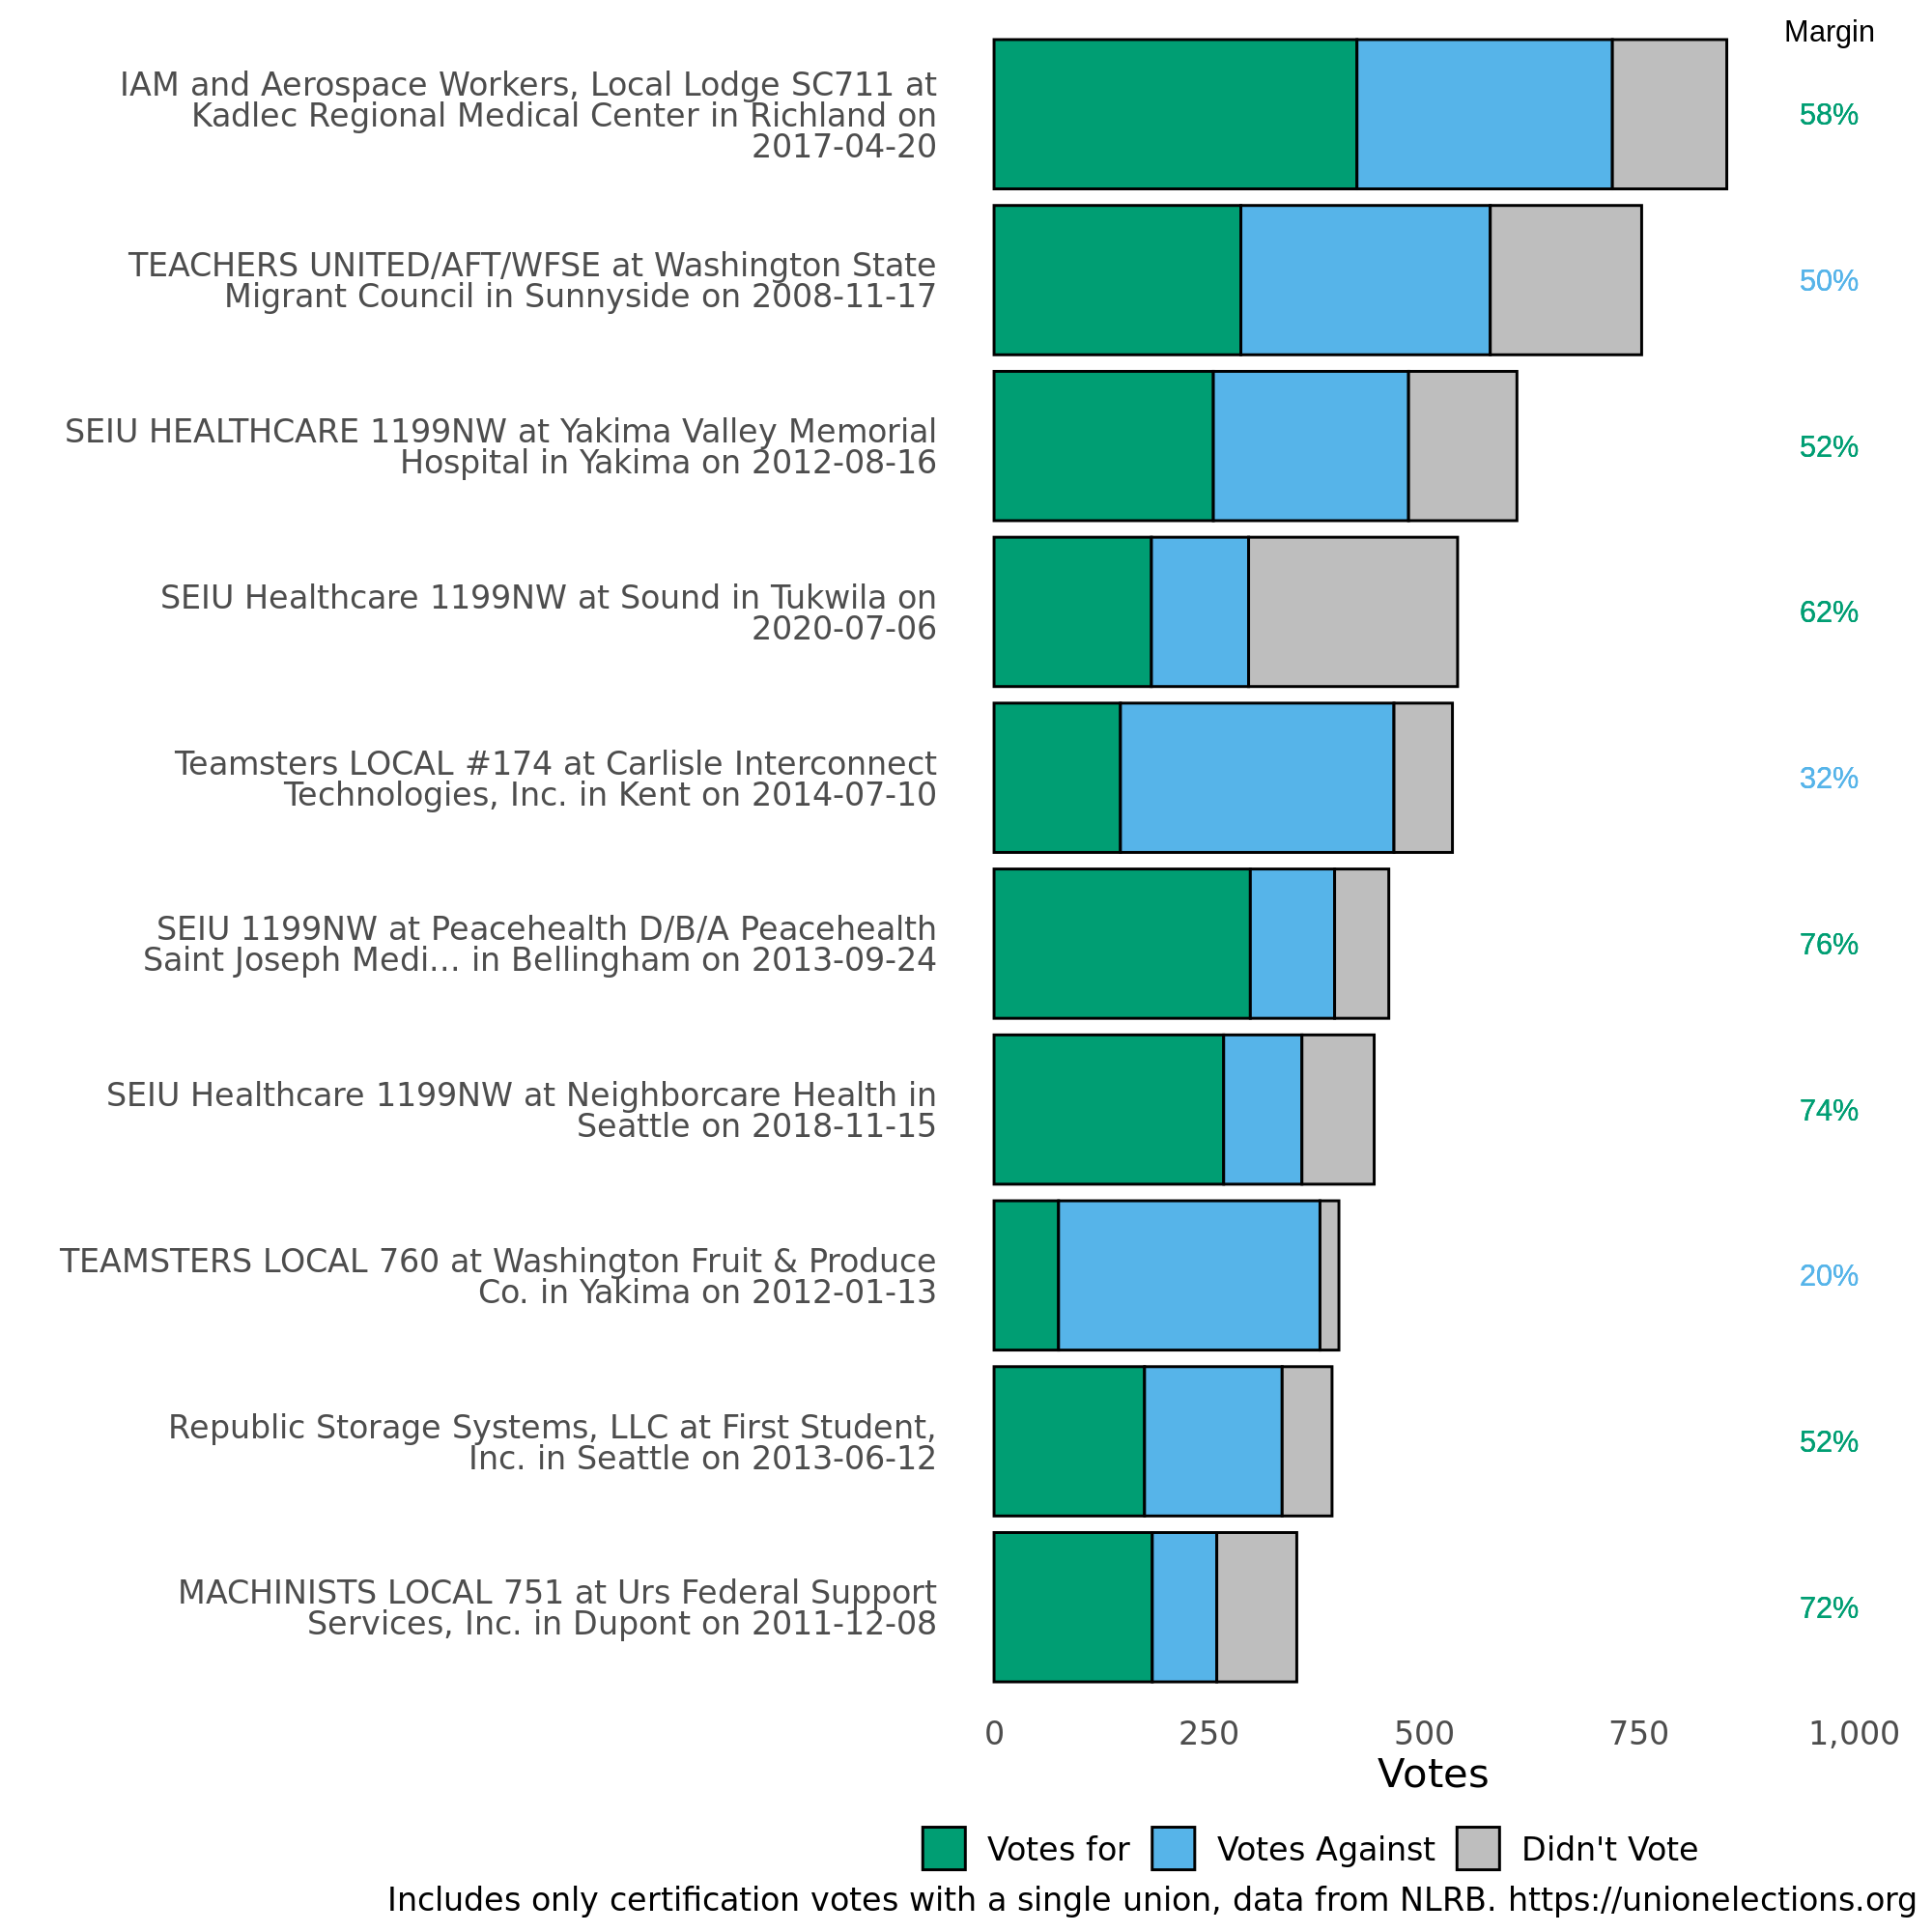 Margin
IAM and Aerospace Workers, Local Lodge SC711 at
Kadlec Regional Medical Center in Richland on
2017-04-20
58%
TEACHERS UNITED/AFT/WFSE at Washington State
Migrant Council in Sunnyside on 2008-11-17
50%
SEIU HEALTHCARE 1199NW at Yakima Valley Memorial
Hospital in Yakima on 2012-08-16
52%
SEIU Healthcare 1199NW at Sound in Tukwila on
2020-07-06
62%
Teamsters LOCAL #174 at Carlisle Interconnect
Technologies, Inc. in Kent on 2014-07-10
32%
SEIU 1199NW at Peacehealth D/B/A Peacehealth
Saint Joseph Medi... in Bellingham on 2013-09-24
76%
SEIU Healthcare 1199NW at Neighborcare Health in
Seattle on 2018-11-15
74%
TEAMSTERS LOCAL 760 at Washington Fruit & Produce
Co. in Yakima on 2012-01-13
20%
Republic Storage Systems, LLC at First Student,
Inc. in Seattle on 2013-06-12
52%
MACHINISTS LOCAL 751 at Urs Federal Support
Services, Inc. in Dupont on 2011-12-08
72%
0 250 500 750 1,000
Votes
Votes for Votes Against Didn't Vote
Includes only certification votes with a single union, data from NLRB. https://unionelections.org